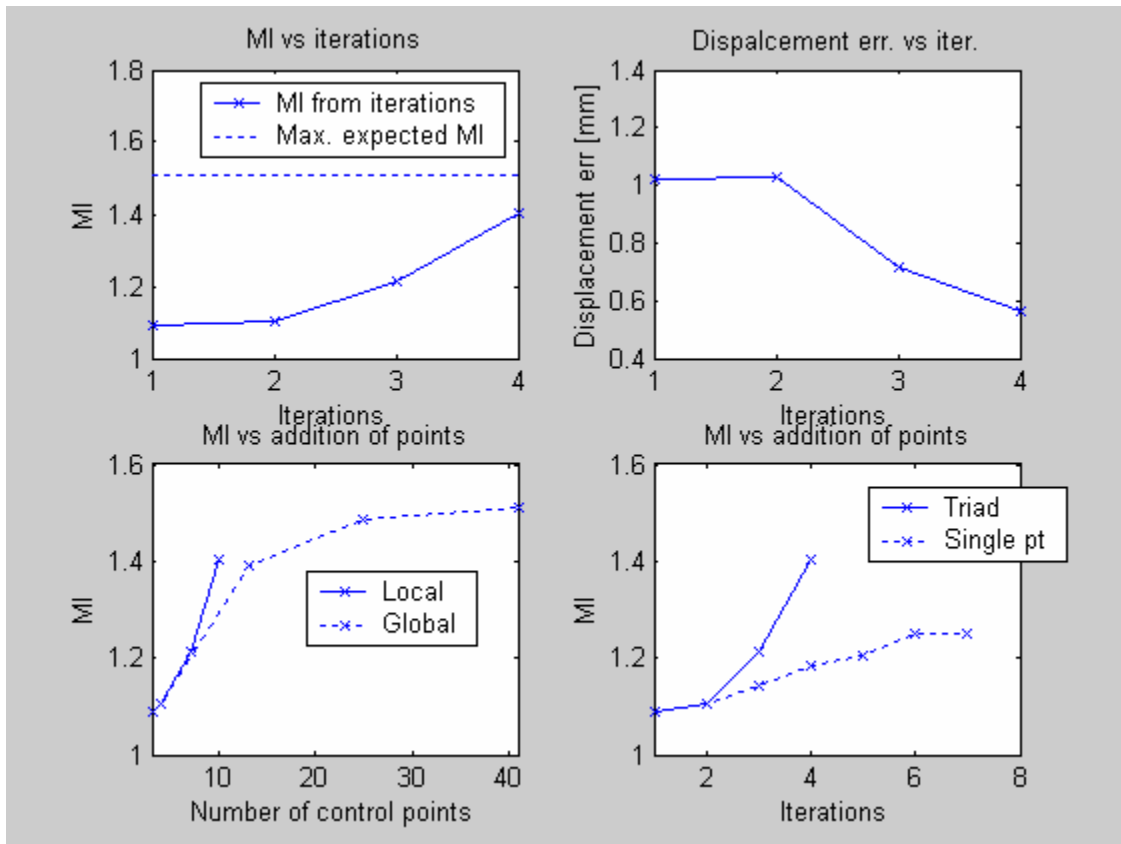 MI vs iterations
1.8
1.6
1.4
1.2
1
MI
MI from iterations
Max. expected MI
1 2 3 4
Iterations
Dispalcement err. vs iter.
1.4
1.2
1
0.8
0.6
0.4
Displacement err [mm]
1 2 3 4
Iterations
MI vs addition of points
1.6
1.4
1.2
1
MI
Local
Global
10 20 30 40
Number of control points
MI vs addition of points
1.6
1.4
1.2
1
MI
Triad
Single pt
2 4 6 8
Iterations